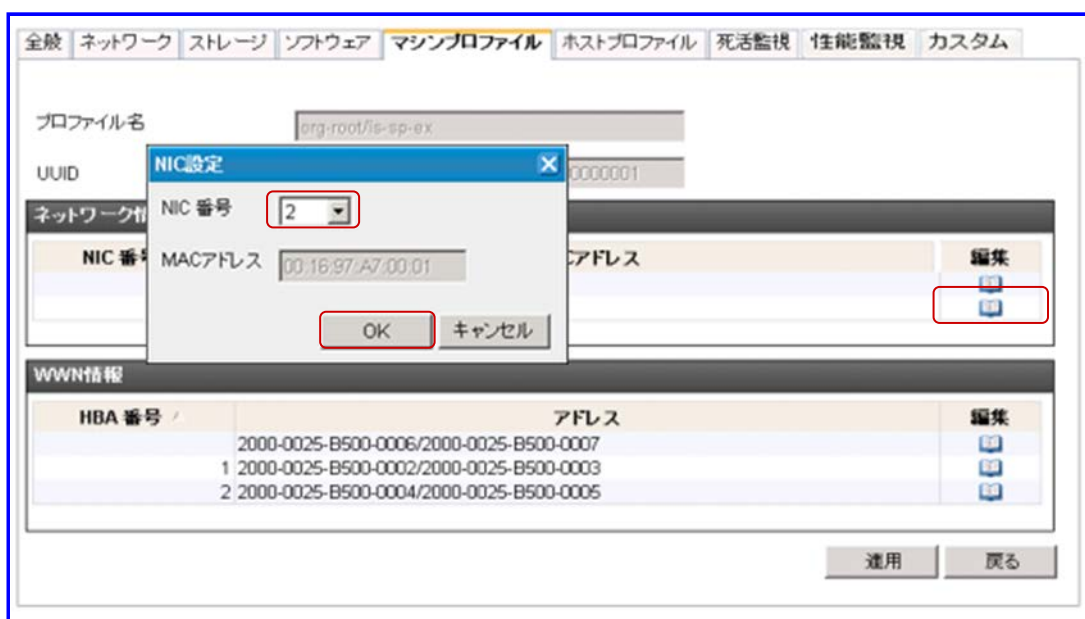 全般 ネットワーク ストレージ ソフトウェア マシンプロファイル ホストプロファイル 死活監視 性能監視 カスタム
プロファイル名 org-root/is-sp-ex
UUID 0000001
NIC設定
NIC 番号 2
MACアドレス 00:16:97:A7:00:01
OK キャンセル
ネットワーク情
NIC 番号 アドレス 編集
WWN情報
HBA 番号 アドレス 編集
2000-0025-B500-0006/2000-0025-B500-0007
1 2000-0025-B500-0002/2000-0025-B500-0003
2 2000-0025-B500-0004/2000-0025-B500-0005
適用 戻る